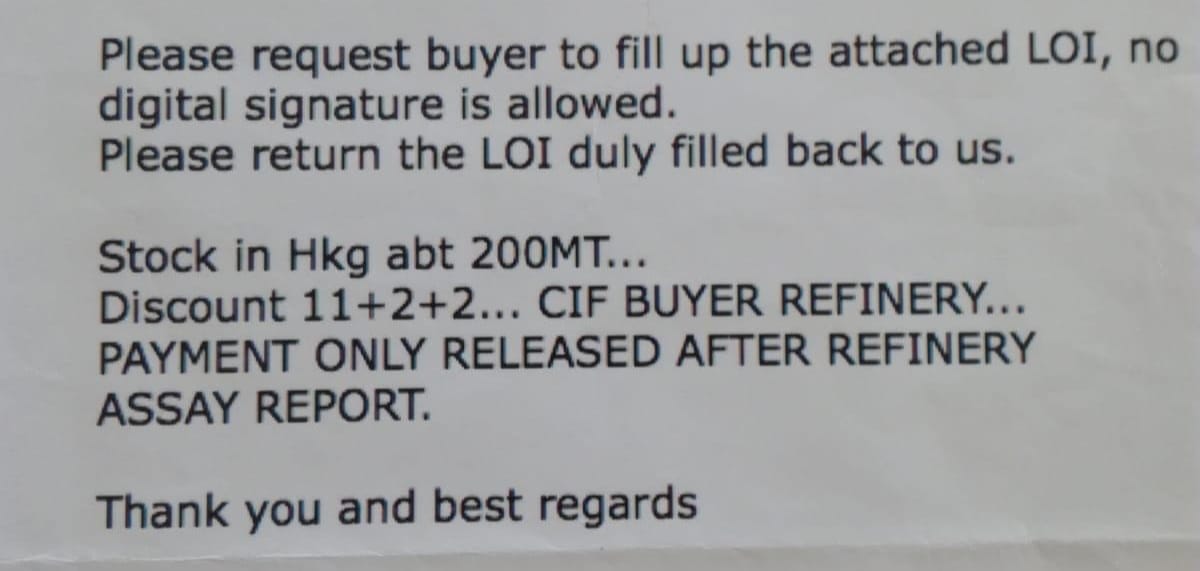 Please request buyer to fill up the attached LOI, no
digital signature is allowed.
Please return the LOI duly filled back to us.
Stock in Hkg abt 200MT...
Discount 11+2+2... CIF BUYER REFINERY...
PAYMENT ONLY RELEASED AFTER REFINERY
ASSAY REPORT.
Thank you and best regards